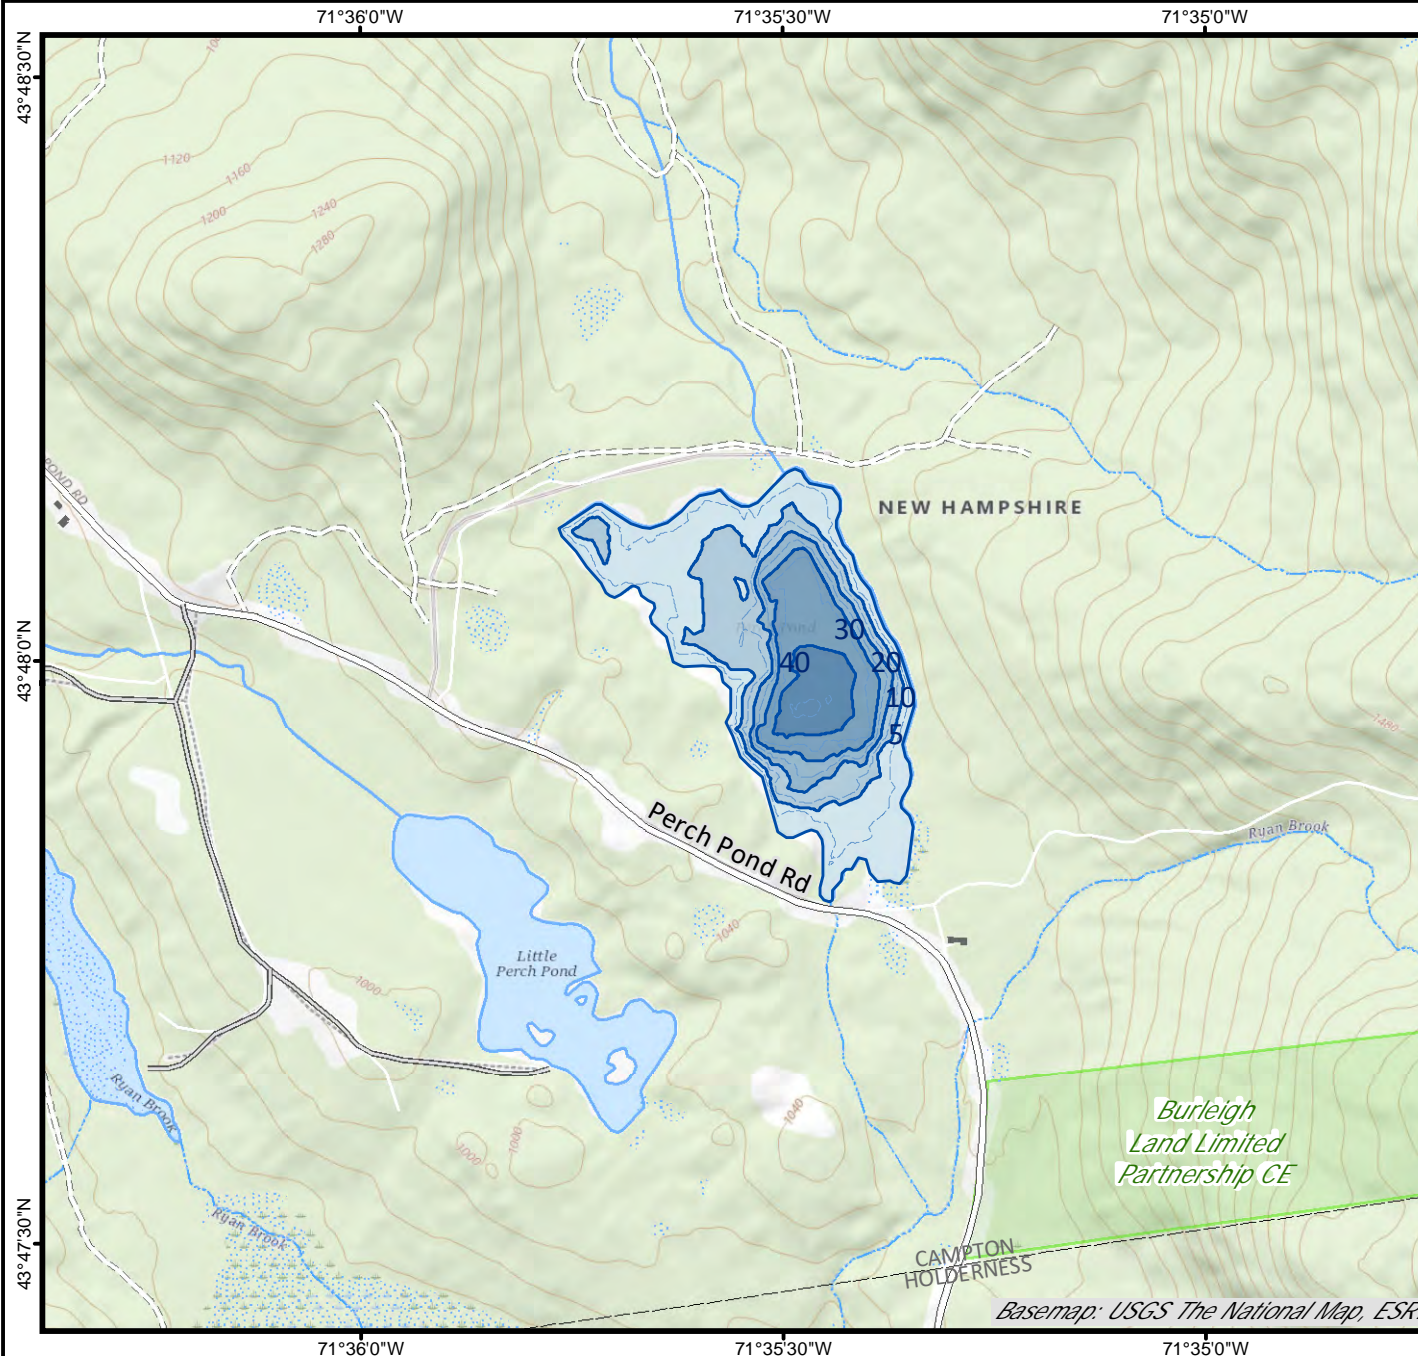 71°36'0"W
71°35'30"W
71°35'0"W
43°48'30"N
1120
1160
1200
1240
1280
POND RD
NEW HAMPSHIRE
Pond
30
40
20
10
5
43°48'0"N
1480
Perch Pond Rd
Ryan Brook
1040
Little
Perch Pond
1000
Ryan Brook
1040
1000
1000
Burleigh
Land Limited
Partnership CE
Ryan Brook
43°47'30"N
CAMPTON
HOLDERNESS
Basemap: USGS The National Map, ESR
71°36'0"W
71°35'30"W
71°35'0"W